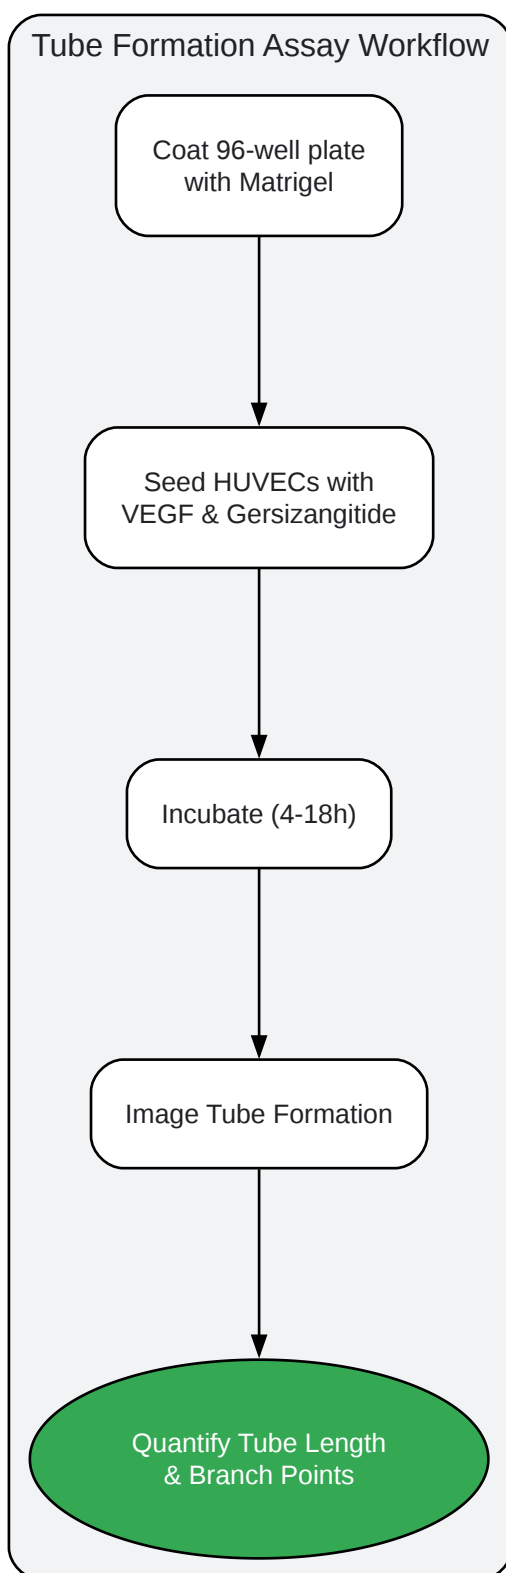 Tube Formation Assay Workflow
Coat 96-well plate
with Matrigel
Seed HUVECs with
VEGF & Gersizangitide
Incubate (4-18h)
Image Tube Formation
Quantify Tube Length
& Branch Points